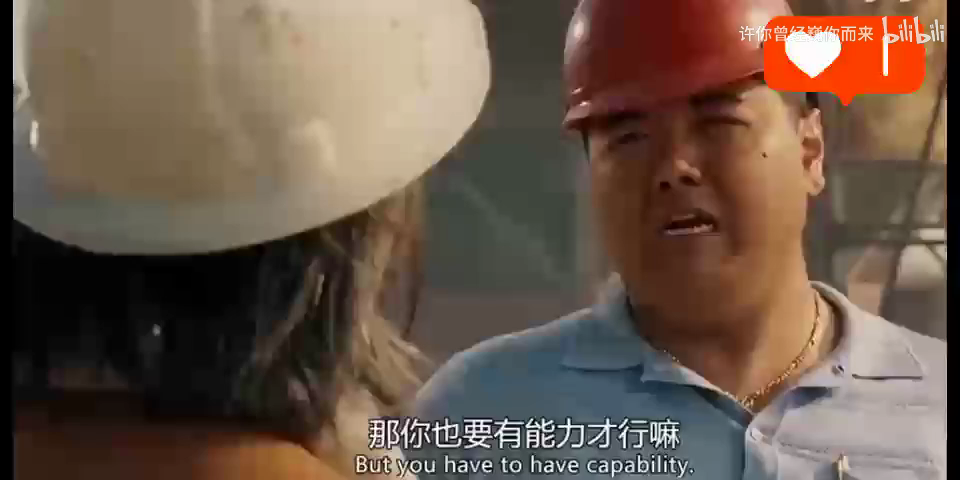 许你曾经窥你而来 bilibili
1
那你也要有能力才行嘛
But you have to have capability.